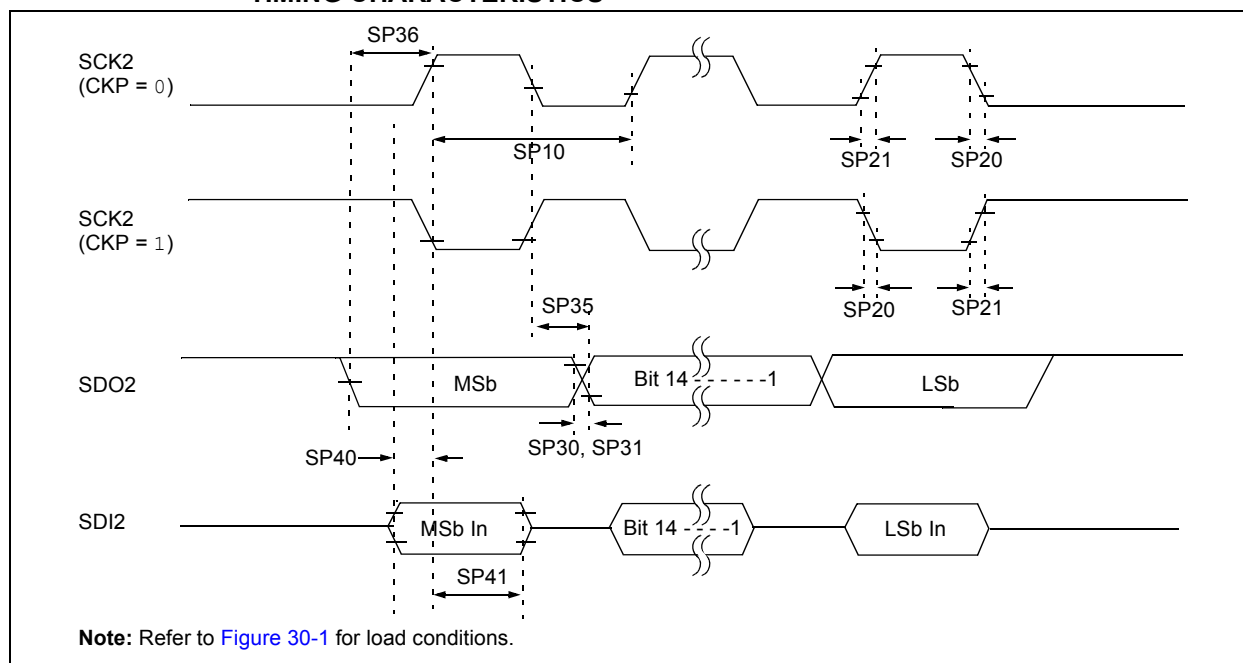 TIMING CHARACTERISTICS
SP36
SCK2
(CKP = 0)
SP10
SP21
SP20
SCK2
(CKP = 1)
SP35
SP20
SP21
SDO2
MSb
Bit 14 - - - - - -1
LSb
SP30, SP31
SP40
SDI2
MSb In
Bit 14 - - - -1
LSb In
SP41
Note: Refer to Figure 30-1 for load conditions.